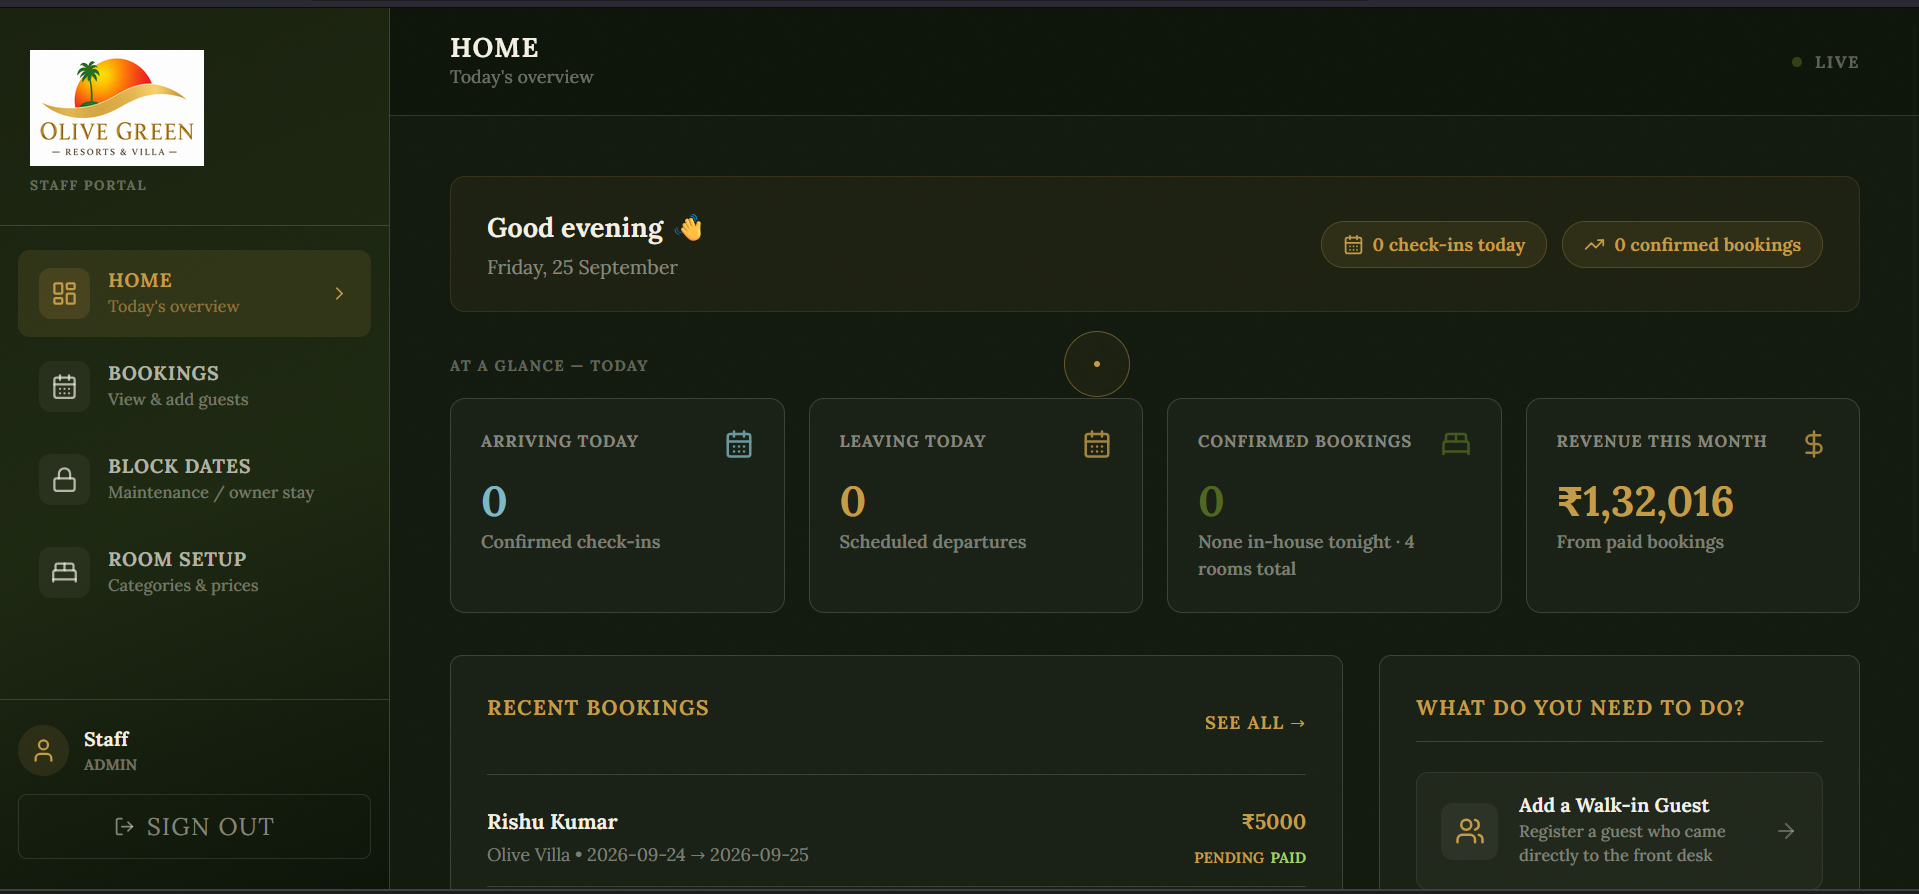 OLIVE GREEN
— RESORTS & VILLA —
STAFF PORTAL
HOME
Today's overview
BOOKINGS
View & add guests
BLOCK DATES
Maintenance / owner stay
ROOM SETUP
Categories & prices
Staff
ADMIN
SIGN OUT
HOME
Today's overview
LIVE
Good evening 👋
Friday, 25 September
0 check-ins today
0 confirmed bookings
AT A GLANCE — TODAY
ARRIVING TODAY
0
Confirmed check-ins
LEAVING TODAY
0
Scheduled departures
CONFIRMED BOOKINGS
0
None in-house tonight · 4
rooms total
REVENUE THIS MONTH
₹1,32,016
From paid bookings
RECENT BOOKINGS
SEE ALL →
Rishu Kumar
₹5000
Olive Villa • 2026-09-24 → 2026-09-25
PENDING PAID
WHAT DO YOU NEED TO DO?
Add a Walk-in Guest
Register a guest who came
directly to the front desk